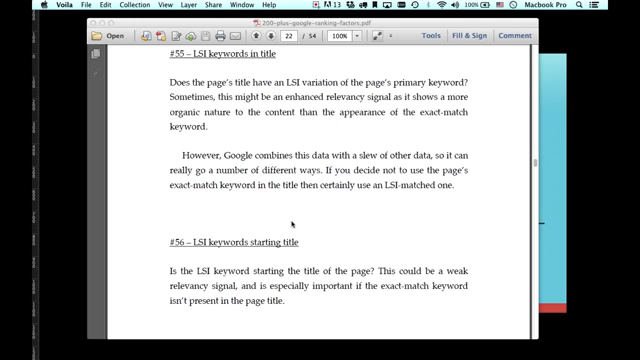 Voila File Edit View Help 13 100% Macbook Pro
200-plus-google-ranking-factors.pdf
Open 22 / 54 100% Tools Fill & Sign Comment
#55 – LSI keywords in title
Does the page's title have an LSI variation of the page's primary keyword?
Sometimes, this might be an enhanced relevancy signal as it shows a more
organic nature to the content than the appearance of the exact-match
keyword.
However, Google combines this data with a slew of other data, so it can
really go a number of different ways. If you decide not to use the page's
exact-match keyword in the title then certainly use an LSI-matched one.
#56 – LSI keywords starting title
Is the LSI keyword starting the title of the page? This could be a weak
relevancy signal, and is especially important if the exact-match keyword
isn't present in the page title.